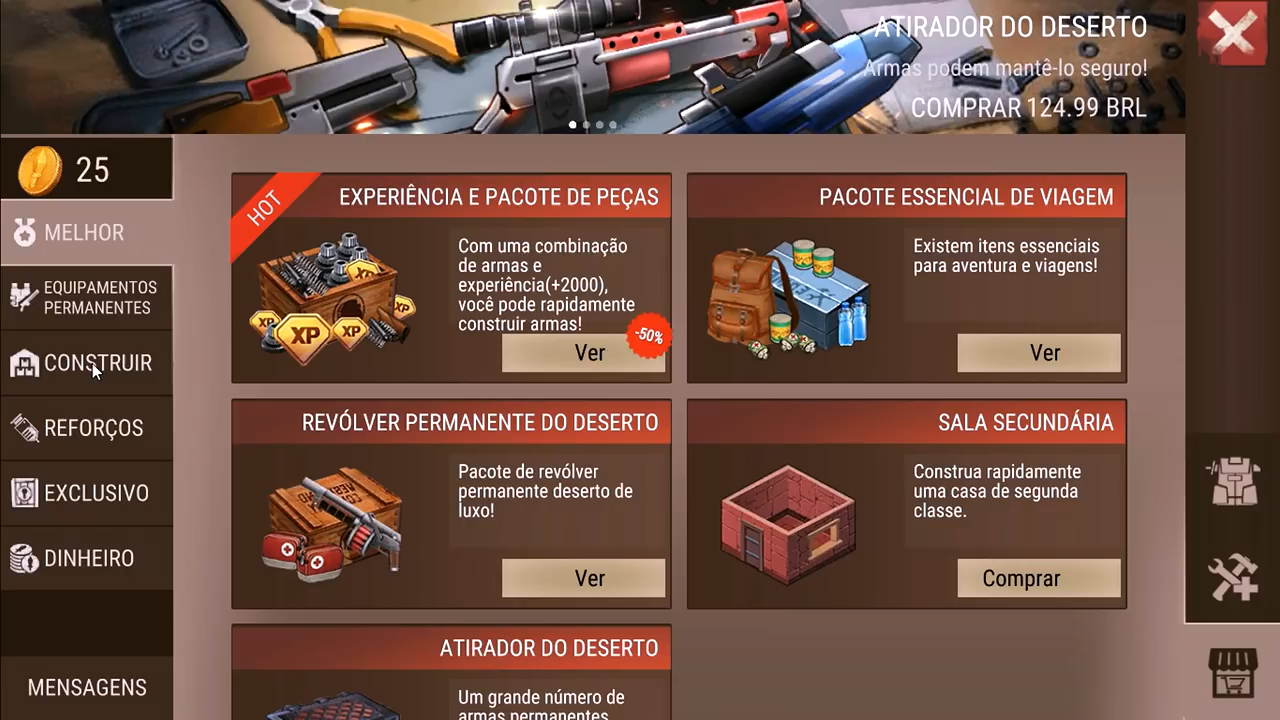 ATIRADOR DO DESERTO
Armas podem mantê-lo seguro!
COMPRAR 124.99 BRL
25
MELHOR
EQUIPAMENTOS
PERMANENTES
CONSTRUIR
REFORÇOS
EXCLUSIVO
DINHEIRO
MENSAGENS
HOT
EXPERIÊNCIA E PACOTE DE PEÇAS
XP
XP
XP
XP
XP
Com uma combinação
de armas e
experiência(+2000),
você pode rapidamente
construir armas!
-50%
Ver
PACOTE ESSENCIAL DE VIAGEM
Existem itens essenciais
para aventura e viagens!
Ver
REVÓLVER PERMANENTE DO DESERTO
Pacote de revólver
permanente deserto de
luxo!
Ver
SALA SECUNDÁRIA
Construa rapidamente
uma casa de segunda
classe.
Comprar
ATIRADOR DO DESERTO
Um grande número de
armas permanentes